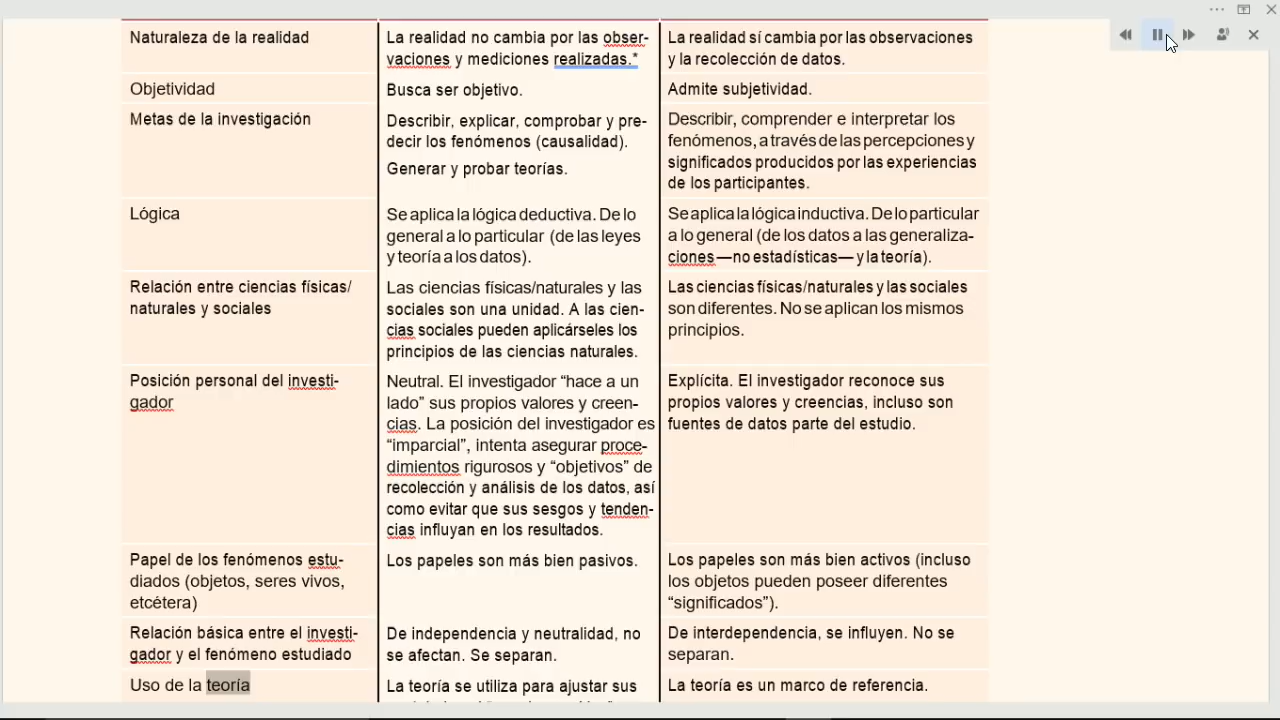 Naturaleza de la realidad
La realidad no cambia por las obser-
vaciones y mediciones realizadas.*
La realidad sí cambia por las observaciones
y la recolección de datos.
Objetividad
Busca ser objetivo.
Admite subjetividad.
Metas de la investigación
Describir, explicar, comprobar y pre-
decir los fenómenos (causalidad).
Generar y probar teorías.
Describir, comprender e interpretar los
fenómenos, a través de las percepciones y
significados producidos por las experiencias
de los participantes.
Lógica
Se aplica la lógica deductiva. De lo
general a lo particular (de las leyes
y teoría a los datos).
Se aplica la lógica inductiva. De lo particular
a lo general (de los datos a las generaliza-
ciones —no estadísticas— y la teoría).
Relación entre ciencias físicas/
naturales y sociales
Las ciencias físicas/naturales y las
sociales son una unidad. A las cien-
cias sociales pueden aplicárseles los
principios de las ciencias naturales.
Las ciencias físicas/naturales y las sociales
son diferentes. No se aplican los mismos
principios.
Posición personal del investi-
gador
Neutral. El investigador “hace a un
lado” sus propios valores y creen-
cias. La posición del investigador es
“imparcial”, intenta asegurar proce-
dimientos rigurosos y “objetivos” de
recolección y análisis de los datos, así
como evitar que sus sesgos y tenden-
cias influyan en los resultados.
Explícita. El investigador reconoce sus
propios valores y creencias, incluso son
fuentes de datos parte del estudio.
Papel de los fenómenos estu-
diados (objetos, seres vivos,
etcétera)
Los papeles son más bien pasivos.
Los papeles son más bien activos (incluso
los objetos pueden poseer diferentes
“significados”).
Relación básica entre el investi-
gador y el fenómeno estudiado
De independencia y neutralidad, no
se afectan. Se separan.
De interdependencia, se influyen. No se
separan.
Uso de la teoría
La teoría se utiliza para ajustar sus
La teoría es un marco de referencia.